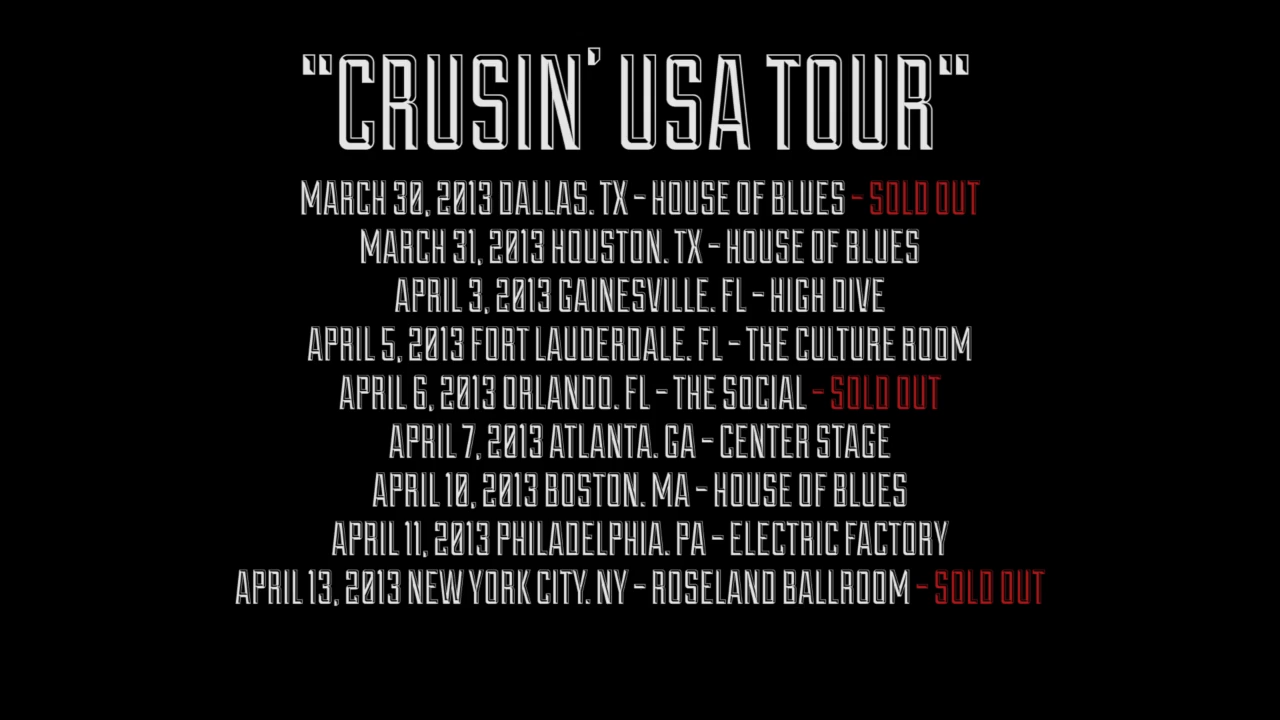 "CRUSIN' USA TOUR"
MARCH 30, 2013 DALLAS. TX - HOUSE OF BLUES - SOLD OUT
MARCH 31, 2013 HOUSTON. TX - HOUSE OF BLUES
APRIL 3, 2013 GAINESVILLE. FL - HIGH DIVE
APRIL 5, 2013 FORT LAUDERDALE. FL - THE CULTURE ROOM
APRIL 6, 2013 ORLANDO. FL - THE SOCIAL - SOLD OUT
APRIL 7, 2013 ATLANTA. GA - CENTER STAGE
APRIL 10, 2013 BOSTON. MA - HOUSE OF BLUES
APRIL 11, 2013 PHILADELPHIA. PA - ELECTRIC FACTORY
APRIL 13, 2013 NEW YORK CITY. NY - ROSELAND BALLROOM - SOLD OUT